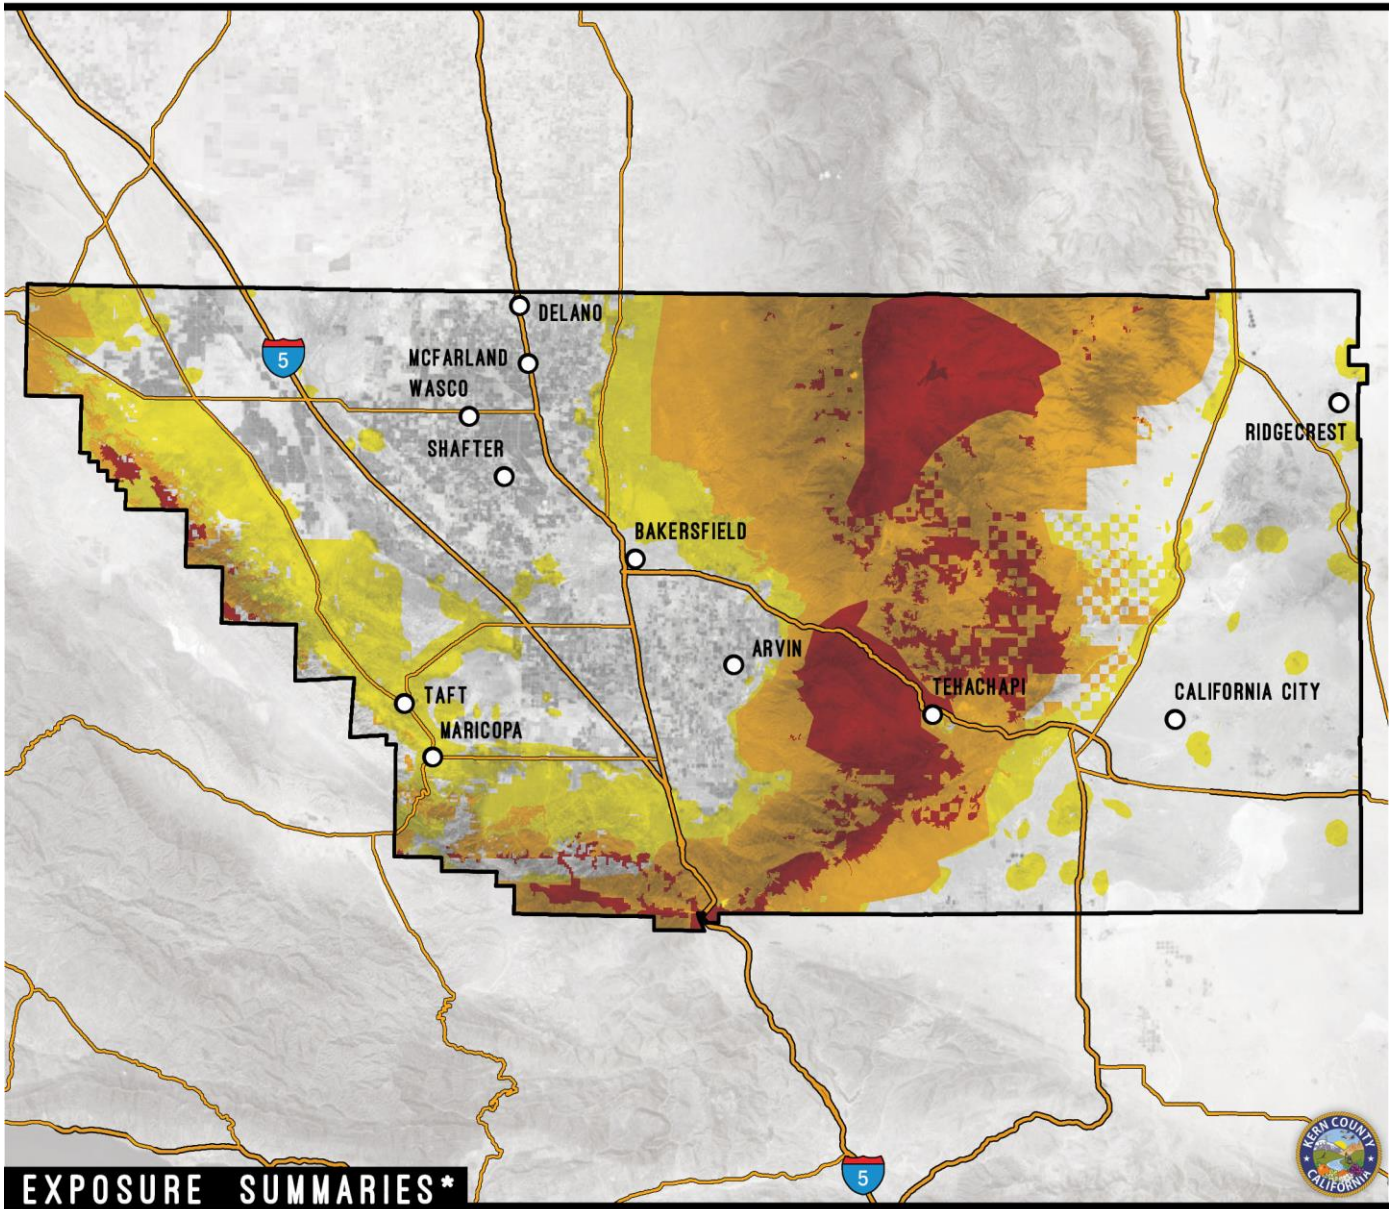 DELANO
5
MCFARLAND
WASCO
SHAFTER
RIDGECREST
BAKERSFIELD
ARVIN
TEHACHAPI
TAFT
CALIFORNIA CITY
MARICOPA
KERN COUNTY
CALIFORNIA
5
EXPOSURE SUMMARIES*